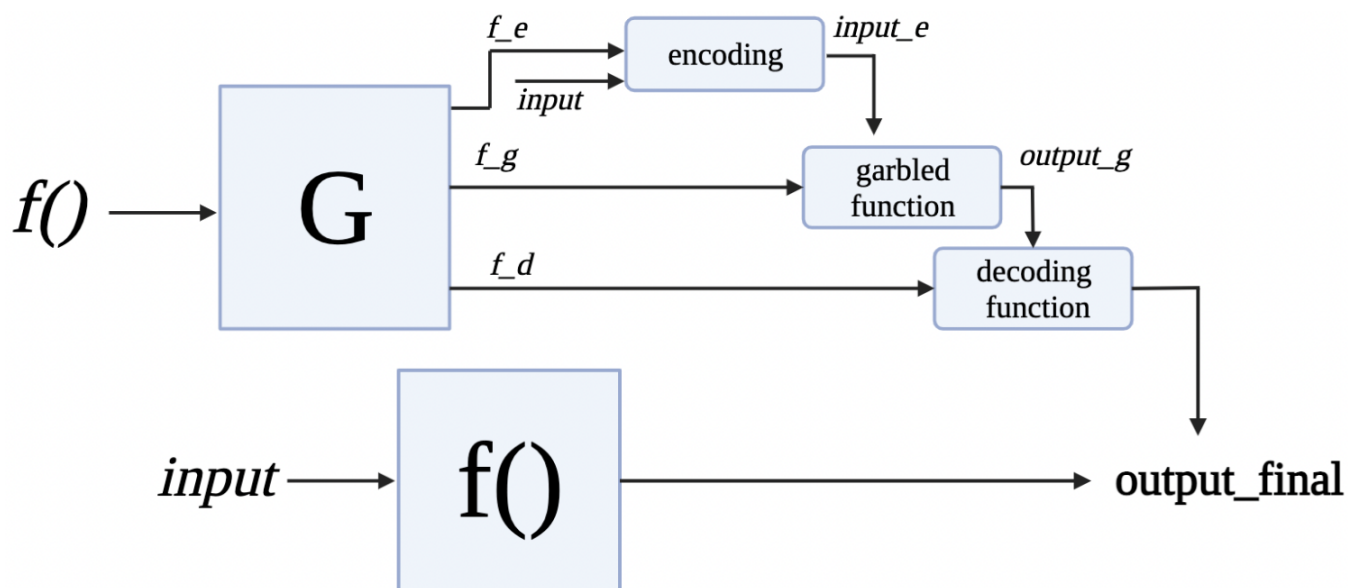 f_e
input_e
encoding
input
f_g
output_g
garbled
function
f()
G
f_d
decoding
function
input
f()
output_final